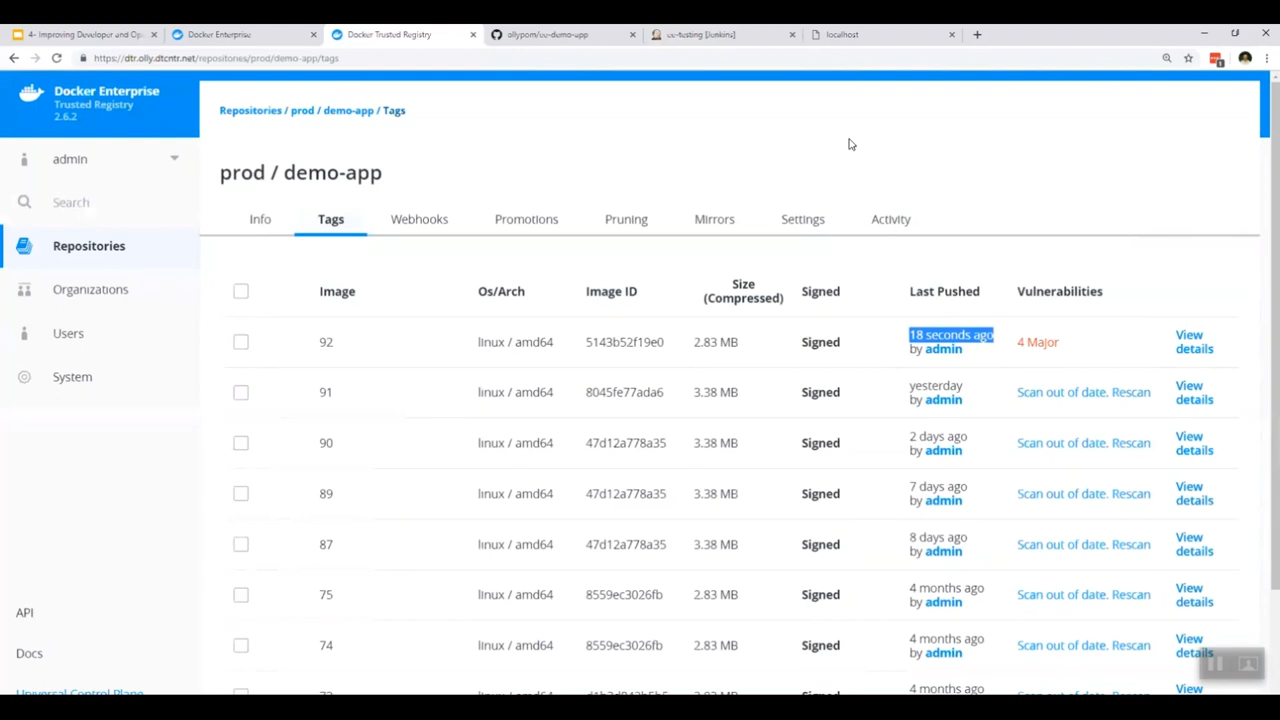 4- Improving Developer and Op
Docker Enterprise
Docker Trusted Registry
ollypom/ee-demo-app
ee-testing [Jenkins]
localhost
https://dtr.olly.dtcntr.net/repositories/prod/demo-app/tags
Docker Enterprise
Trusted Registry
2.6.2
admin
Search
Repositories
Organizations
Users
System
API
Docs
Universal Control Plane
Repositories / prod / demo-app / Tags
prod / demo-app
Info Tags Webhooks Promotions Pruning Mirrors Settings Activity
Image Os/Arch Image ID Size (Compressed) Signed Last Pushed Vulnerabilities
92 linux / amd64 5143b52f19e0 2.83 MB Signed 18 seconds ago by admin 4 Major View details
91 linux / amd64 8045fe77ada6 3.38 MB Signed yesterday by admin Scan out of date. Rescan View details
90 linux / amd64 47d12a778a35 3.38 MB Signed 2 days ago by admin Scan out of date. Rescan View details
89 linux / amd64 47d12a778a35 3.38 MB Signed 7 days ago by admin Scan out of date. Rescan View details
87 linux / amd64 47d12a778a35 3.38 MB Signed 8 days ago by admin Scan out of date. Rescan View details
75 linux / amd64 8559ec3026fb 2.83 MB Signed 4 months ago by admin Scan out of date. Rescan View details
74 linux / amd64 8559ec3026fb 2.83 MB Signed 4 months ago by admin Scan out of date. Rescan View details
linux / amd64 Signed 4 months ago Scan out of date. Rescan View